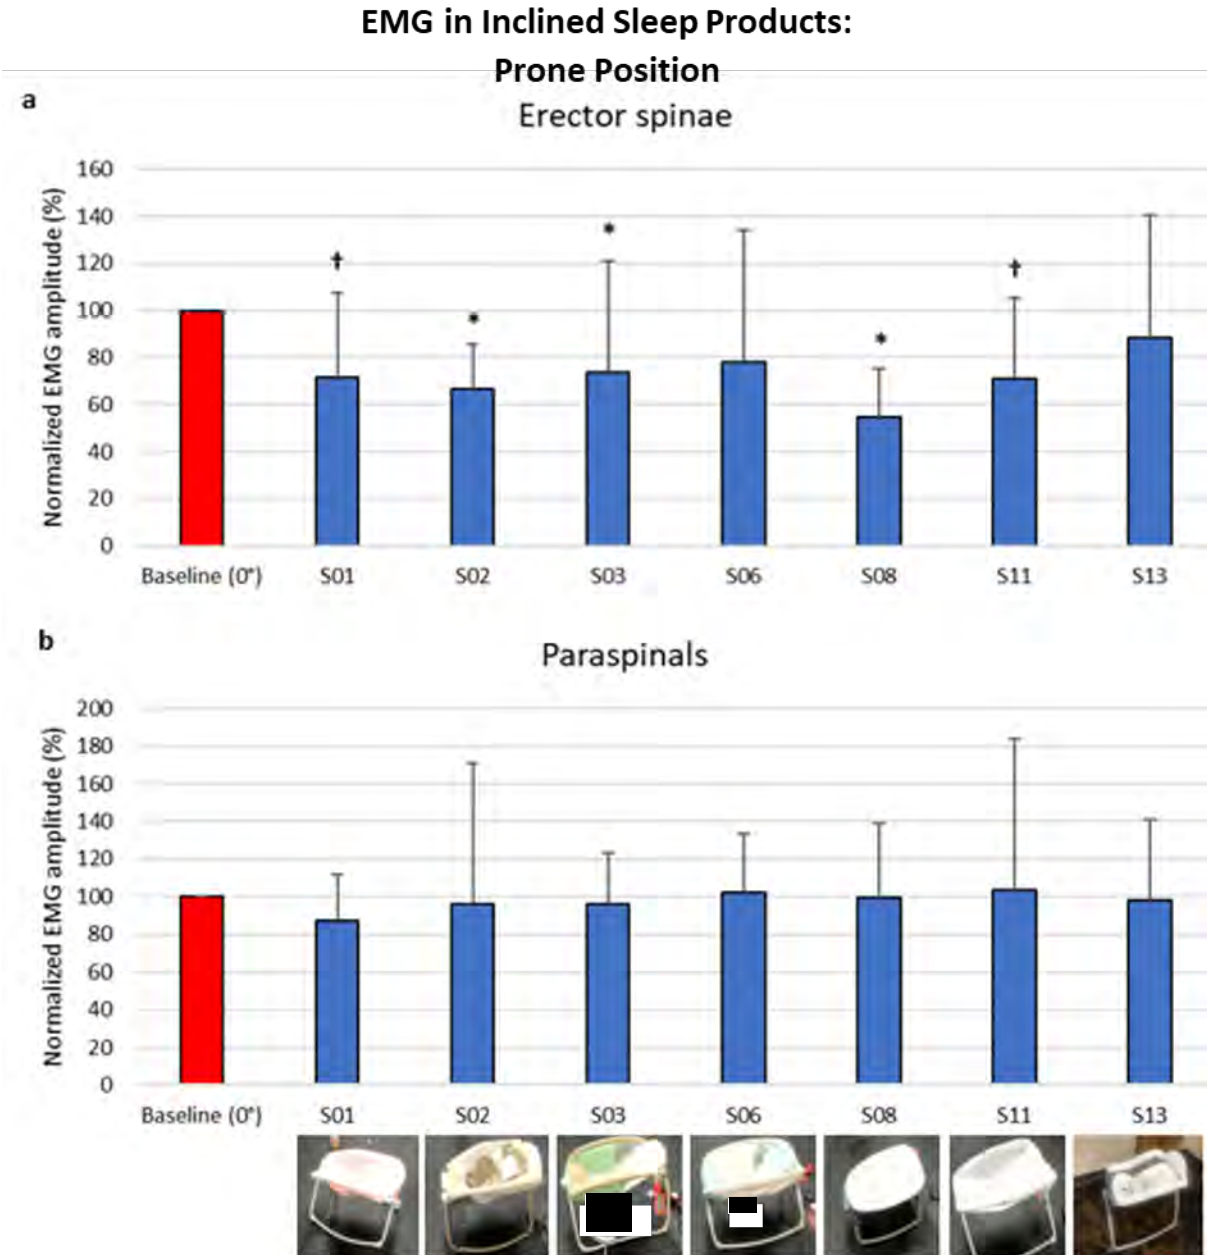 EMG in Inclined Sleep Products:
Prone Position
a
Erector spinae
Normalized EMG amplitude (%)
160
140
120
100
80
60
40
20
0
†
*
*
*
†
Baseline (0°) S01 S02 S03 S06 S08 S11 S13
b
Paraspinals
Normalized EMG amplitude (%)
200
180
160
140
120
100
80
60
40
20
0
Baseline (0°) S01 S02 S03 S06 S08 S11 S13